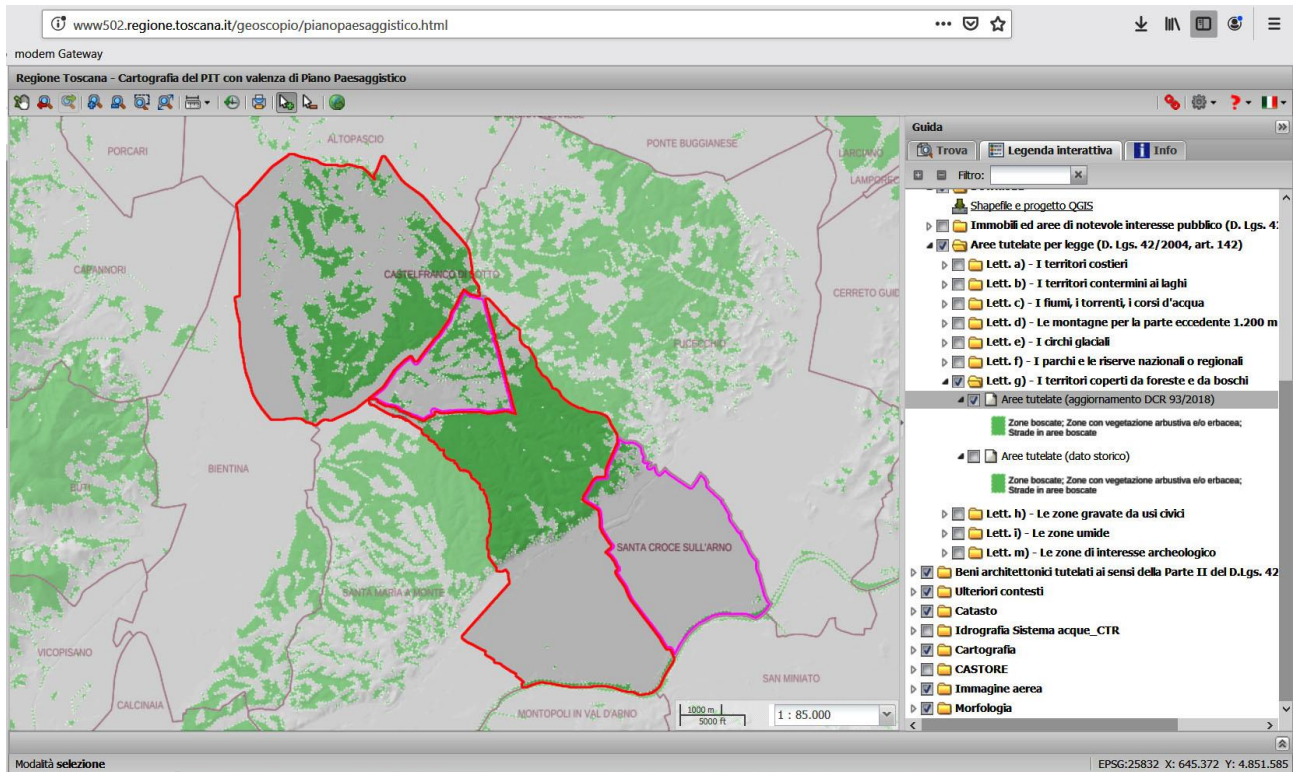 www502.regione.toscana.it/geoscopio/pianopaesaggistico.html
modem Gateway
Regione Toscana - Cartografia del PIT con valenza di Piano Paesaggistico
Guida
Trova
Legenda interattiva
Info
Filtro:
Shapefile e progetto QGIS
Immobili ed aree di notevole interesse pubblico (D. Lgs. 4
Aree tutelate per legge (D. Lgs. 42/2004, art. 142)
Lett. a) - I territori costieri
Lett. b) - I territori contermini ai laghi
Lett. c) - I fiumi, i torrenti, i corsi d'acqua
Lett. d) - Le montagne per la parte eccedente 1.200 m
Lett. e) - I circhi glaciali
Lett. f) - I parchi e le riserve nazionali o regionali
Lett. g) - I territori coperti da foreste e da boschi
Aree tutelate (aggiornamento DCR 93/2018)
Zone boscate; Zone con vegetazione arbustiva e/o erbacea;
Strade in aree boscate
Aree tutelate (dato storico)
Zone boscate; Zone con vegetazione arbustiva e/o erbacea;
Strade in aree boscate
Lett. h) - Le zone gravate da usi civici
Lett. i) - Le zone umide
Lett. m) - Le zone di interesse archeologico
Beni architettonici tutelati ai sensi della Parte II del D.Lgs. 42
Ulteriori contesti
Catasto
Idrografia Sistema acque_CTR
Cartografia
CASTORE
Immagine aerea
Morfologia
ALTOPASCIO
PORCARI
PONTE BUGGIANESE
LARCIANO
LAMPOREC
CAPANNORI
CASTELFRANCO DI SOTTO
CERRETO GUID
FUCECCHIO
BIENTINA
BUTI
SANTA CROCE SULL'ARNO
SANTA MARIA A MONTE
VICOPISANO
SAN MINIATO
CALCINAIA
MONTOPOLI IN VAL D'ARNO
1000 m
5000 ft
1 : 85.000
Modalità selezione
EPSG:25832 X: 645.372 Y: 4.851.585